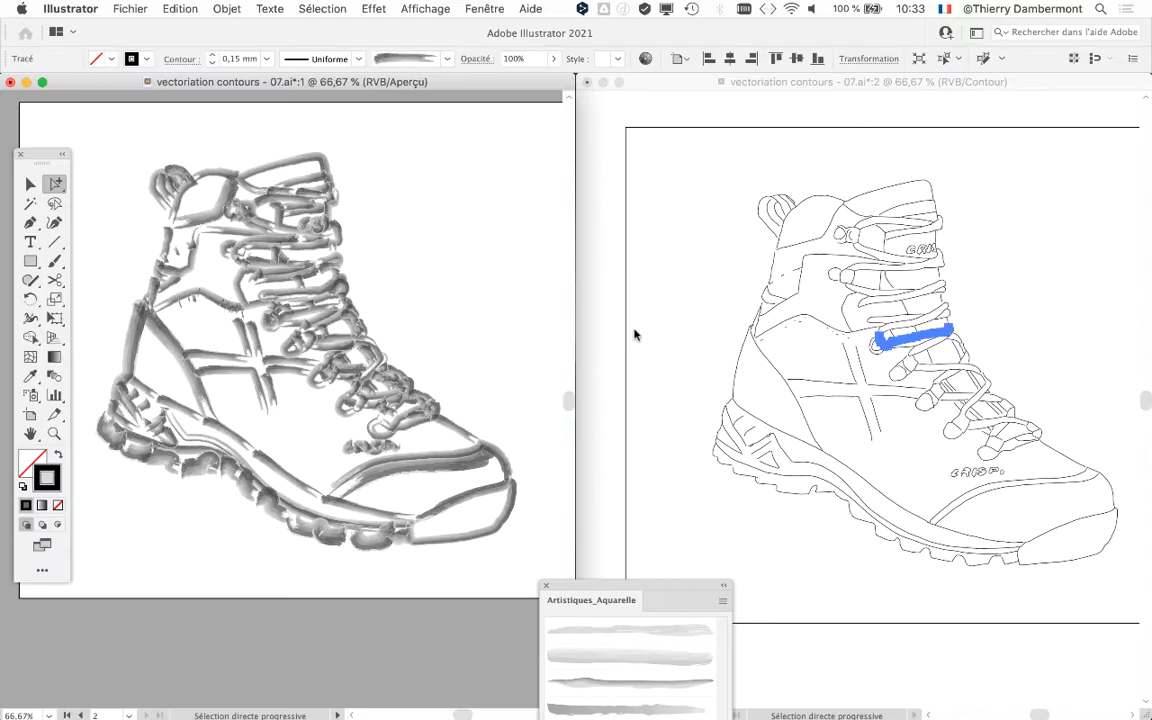 Illustrator Fichier Edition Objet Texte Sélection Effet Affichage Fenêtre Aide 100 % 10:33 ©Thierry Dambermont
Adobe Illustrator 2021 Rechercher dans l'aide Adobe
Tracé Contour : 0,15 mm Uniforme Opacité : 100% Style : Transformation
vectoriation contours - 07.ai*:1 @ 66,67 % (RVB/Aperçu)
vectoriation contours - 07.ai*:2 @ 66,67 % (RVB/Contour)
CRISPI
Artistiques_Aquarelle
66,67% 2 Sélection directe progressive
Sélection directe progressive